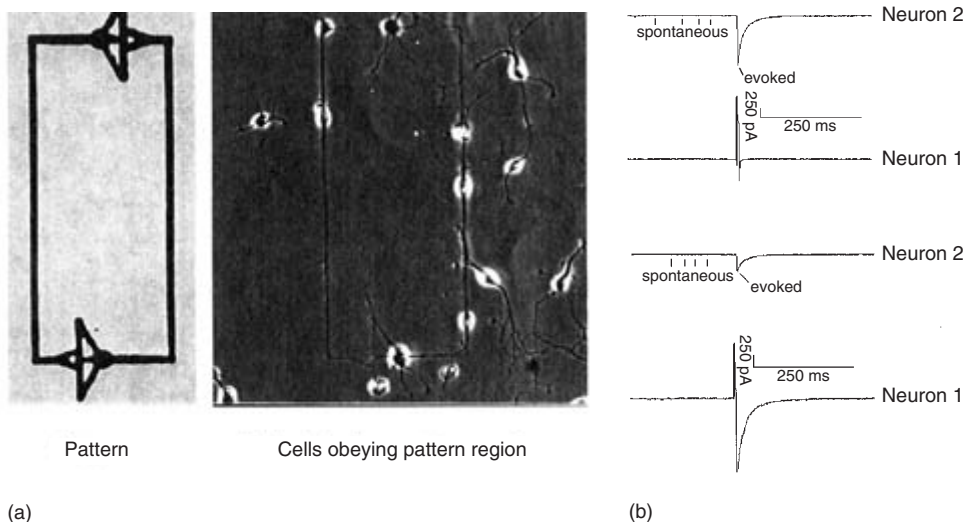 Pattern
Cells obeying pattern region
(a)
Neuron 2
spontaneous
evoked
250 pA
250 ms
Neuron 1
Neuron 2
spontaneous
evoked
250 pA
250 ms
Neuron 1
(b)